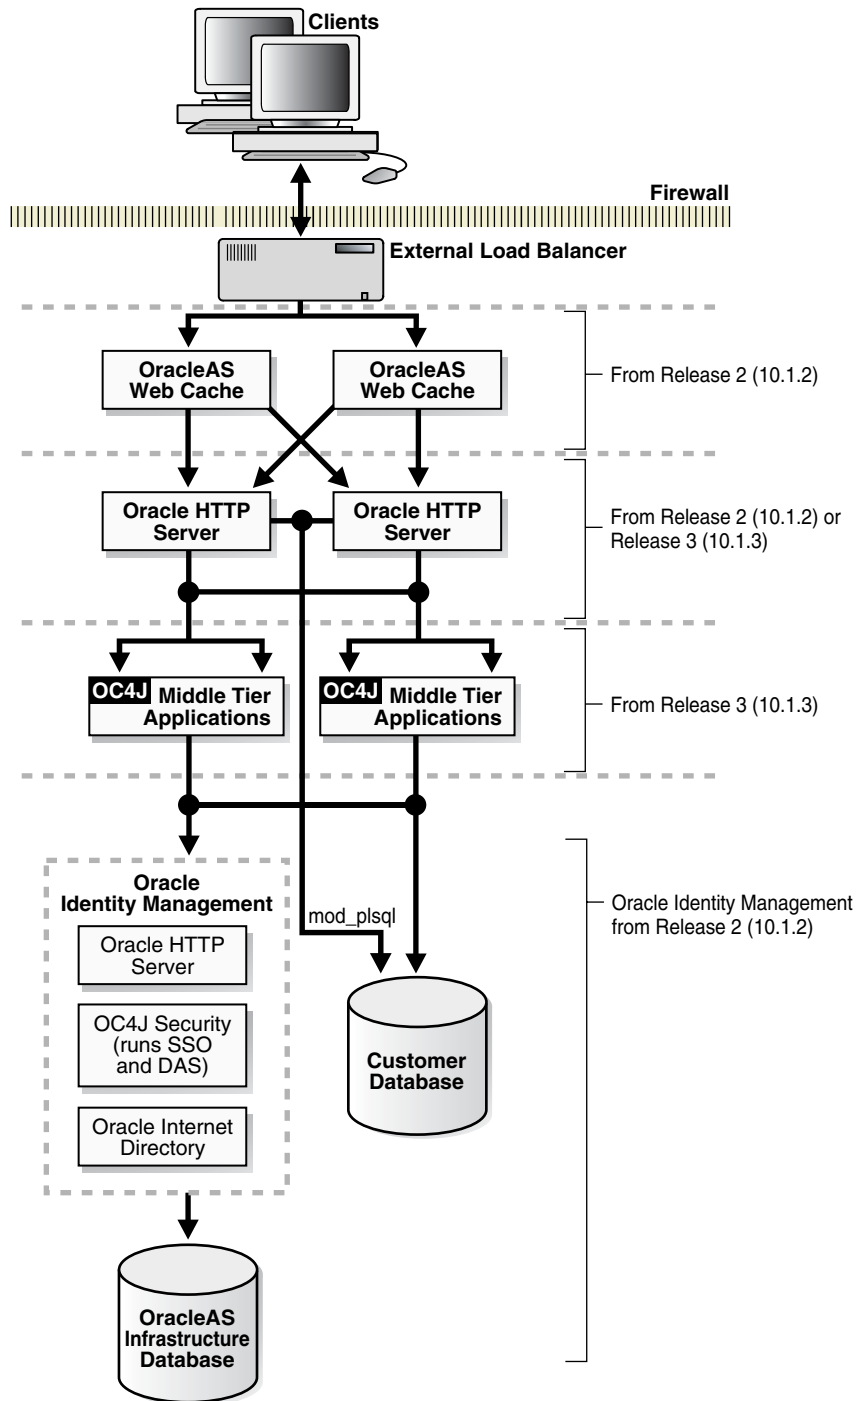 Clients
Firewall
External Load Balancer
OracleAS
Web Cache
OracleAS
Web Cache
From Release 2 (10.1.2)
Oracle HTTP
Server
Oracle HTTP
Server
From Release 2 (10.1.2) or
Release 3 (10.1.3)
OC4J Middle Tier
Applications
OC4J Middle Tier
Applications
From Release 3 (10.1.3)
Oracle
Identity Management
mod_plsql
Oracle Identity Management
from Release 2 (10.1.2)
Oracle HTTP
Server
OC4J Security
(runs SSO
and DAS)
Customer
Database
Oracle Internet
Directory
OracleAS
Infrastructure
Database